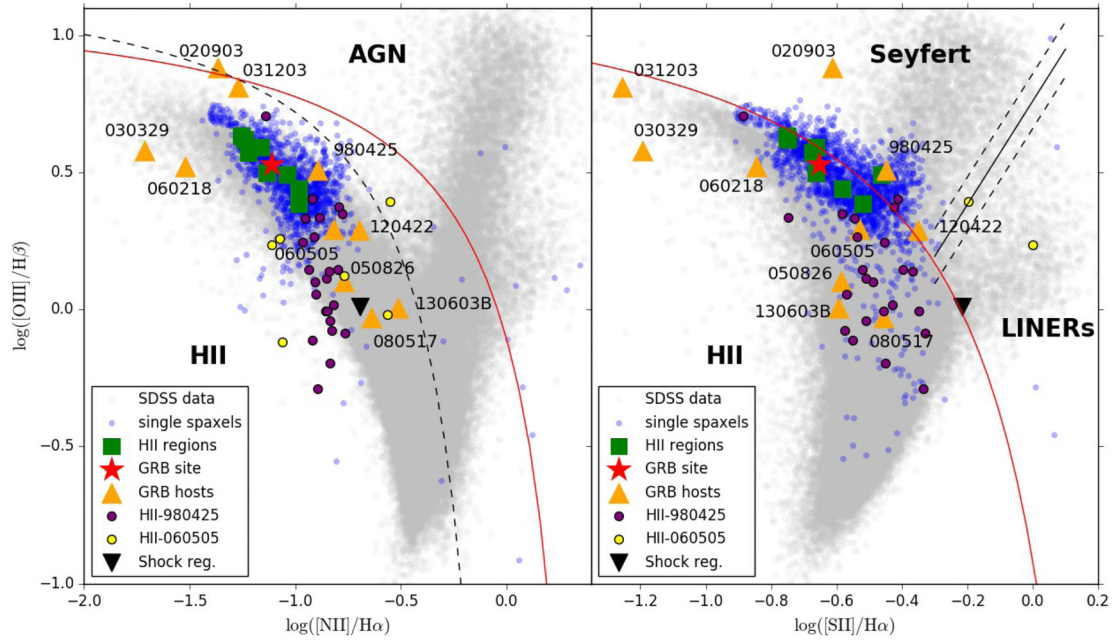 1.0
0.5
0.0
−0.5
−1.0
log([OIII]/Hβ)
020903
AGN
031203
030329
060218
980425
120422
060505
050826
130603B
080517
HII
SDSS data
single spaxels
HII regions
GRB site
GRB hosts
HII-980425
HII-060505
Shock reg.
−2.0
−1.5
−1.0
−0.5
0.0
log([NII]/Hα)
020903
Seyfert
031203
030329
060218
980425
120422
060505
050826
130603B
080517
LINERs
HII
SDSS data
single spaxels
HII regions
GRB site
GRB hosts
HII-980425
HII-060505
Shock reg.
−1.2
−1.0
−0.8
−0.6
−0.4
−0.2
0.0
0.2
log([SII]/Hα)